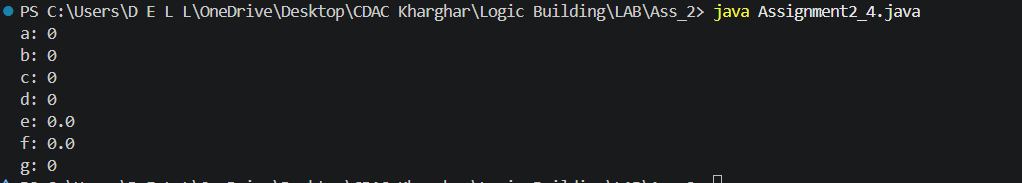 PS C:\Users\D E L L\OneDrive\Desktop\CDAC Kharghar\Logic Building\LAB\Ass_2> java Assignment2_4.java
a: 0
b: 0
c: 0
d: 0
e: 0.0
f: 0.0
g: 0